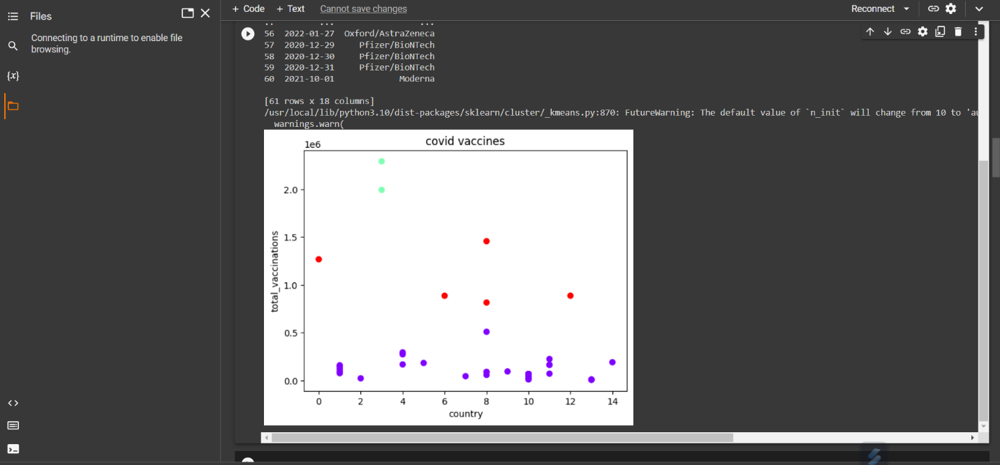 Files
Connecting to a runtime to enable file
browsing.
{x}
+ Code + Text Cannot save changes
Reconnect
56 2022-01-27 Oxford/AstraZeneca
57 2020-12-29 Pfizer/BioNTech
58 2020-12-30 Pfizer/BioNTech
59 2020-12-31 Pfizer/BioNTech
60 2021-10-01 Moderna
[61 rows x 18 columns]
/usr/local/lib/python3.10/dist-packages/sklearn/cluster/_kmeans.py:870: FutureWarning: The default value of `n_init` will change from 10 to 'au
warnings.warn(
covid vaccines
1e6
2.0
1.5
1.0
0.5
0.0
total_vaccinations
0 2 4 6 8 10 12 14
country